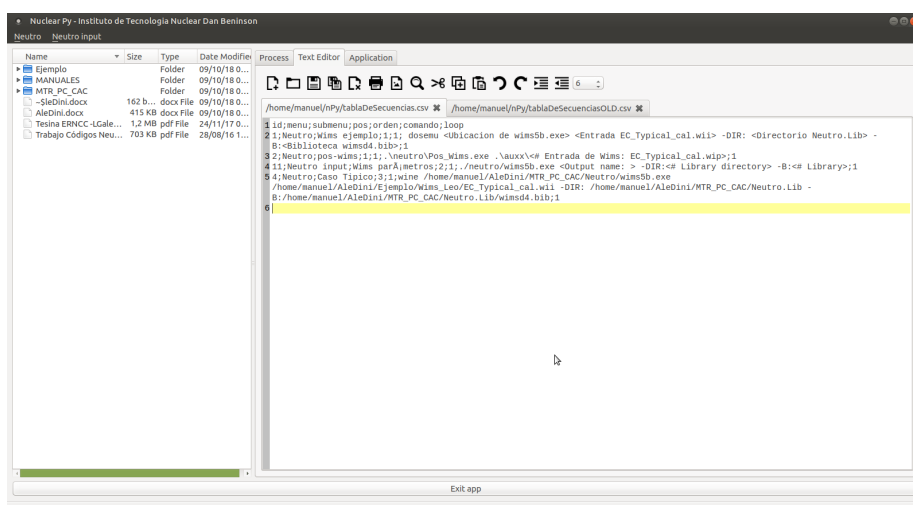 Nuclear Py - Instituto de Tecnologia Nuclear Dan Beninson
Neutro Neutro input
Name Size Type Date Modifie
Ejemplo Folder 09/10/18 0...
MANUALES Folder 09/10/18 0...
MTR_PC_CAC Folder 09/10/18 0...
~$leDini.docx 162 b... docx File 09/10/18 0...
AleDini.docx 415 KB docx File 09/10/18 0...
Tesina ERNCC -LGale... 1,2 MB pdf File 24/11/17 0...
Trabajo Códigos Neu... 703 KB pdf File 28/08/16 1...
Process Text Editor Application
6
/home/manuel/nPy/tablaDeSecuencias.csv /home/manuel/nPy/tablaDeSecuenciasOLD.csv
1 id;menu;submenu;pos;orden;comando;loop
2 1;Neutro;Wims ejemplo;1;1; dosemu <Ubicacion de wims5b.exe> <Entrada EC_Typical_cal.wii> -DIR: <Directorio Neutro.Lib> -
B:<Biblioteca wimsd4.bib>;1
3 2;Neutro;pos-wims;1;1;.\neutro\Pos_Wims.exe .\auxx\<# Entrada de Wims: EC_Typical_cal.wip>;1
4 11;Neutro input;Wims parÃ¡metros;2;1;./neutro/wims5b.exe <Output name: > -DIR:<# Library directory> -B:<# Library>;1
5 4;Neutro;Caso Tipico;3;1;wine /home/manuel/AleDini/MTR_PC_CAC/Neutro/wims5b.exe
/home/manuel/AleDini/Ejemplo/Wims_Leo/EC_Typical_cal.wii -DIR: /home/manuel/AleDini/MTR_PC_CAC/Neutro.Lib -
B:/home/manuel/AleDini/MTR_PC_CAC/Neutro.Lib/wimsd4.bib;1
6
Exit app